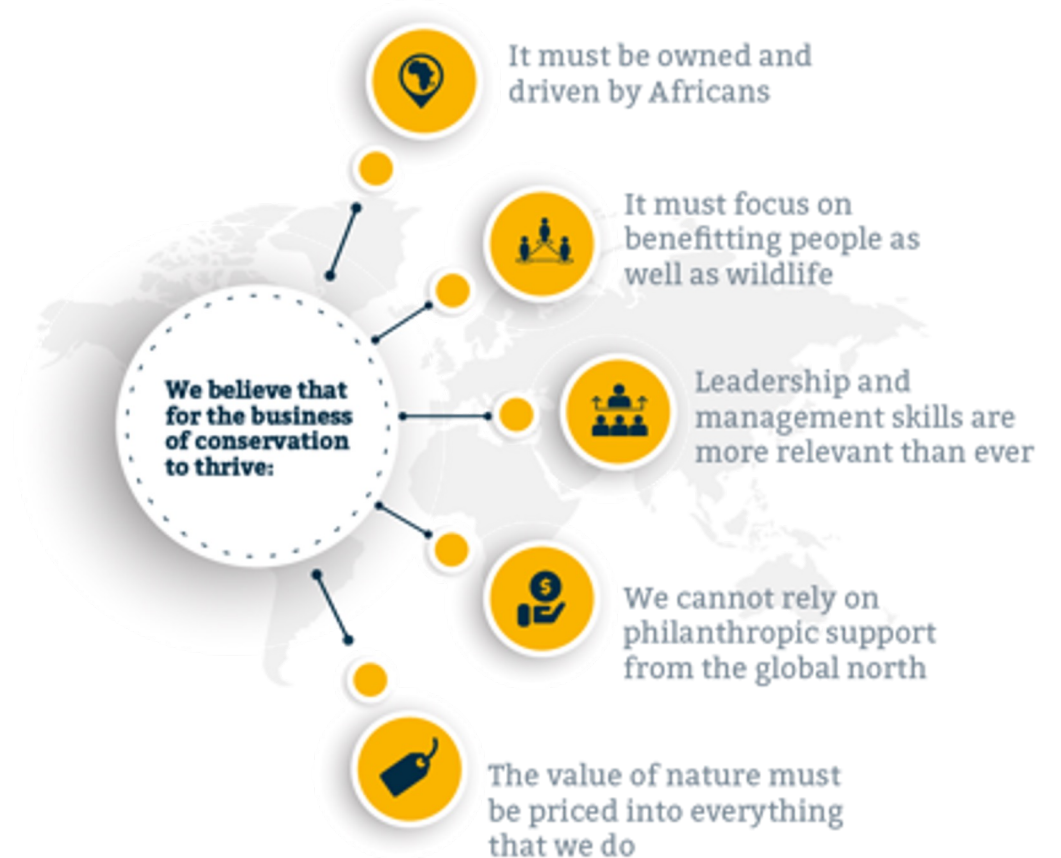 It must be owned and
driven by Africans
It must focus on
benefitting people as
well as wildlife
We believe that
for the business
of conservation
to thrive:
Leadership and
management skills are
more relevant than ever
$
We cannot rely on
philanthropic support
from the global north
The value of nature must
be priced into everything
that we do